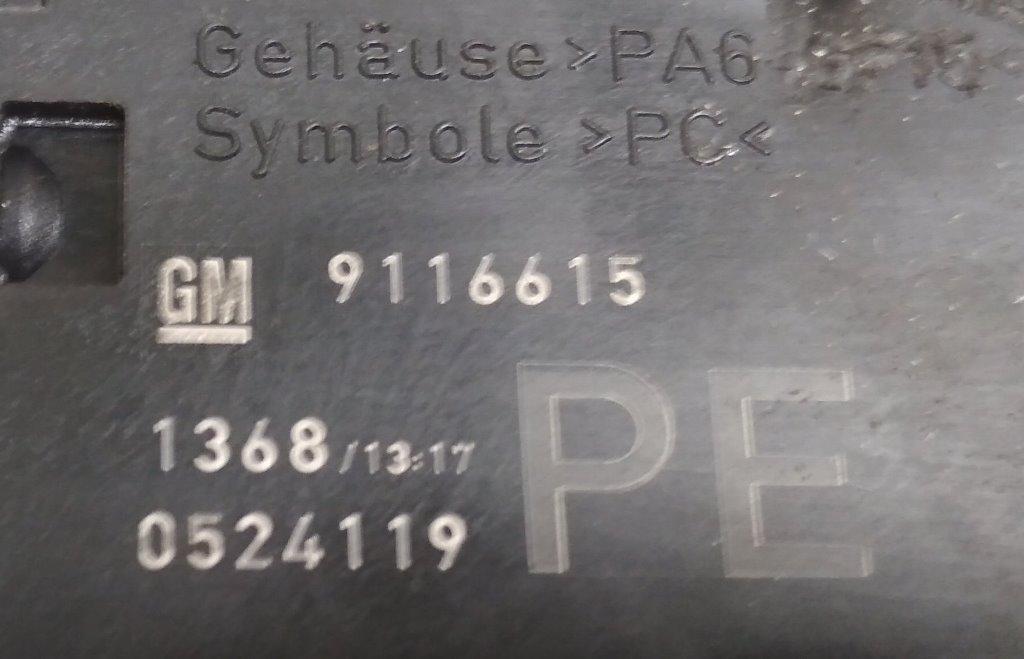 Gehäuse >PA6
Symbole >PC<
GM 9116615
PE
1368/13:17
0524119